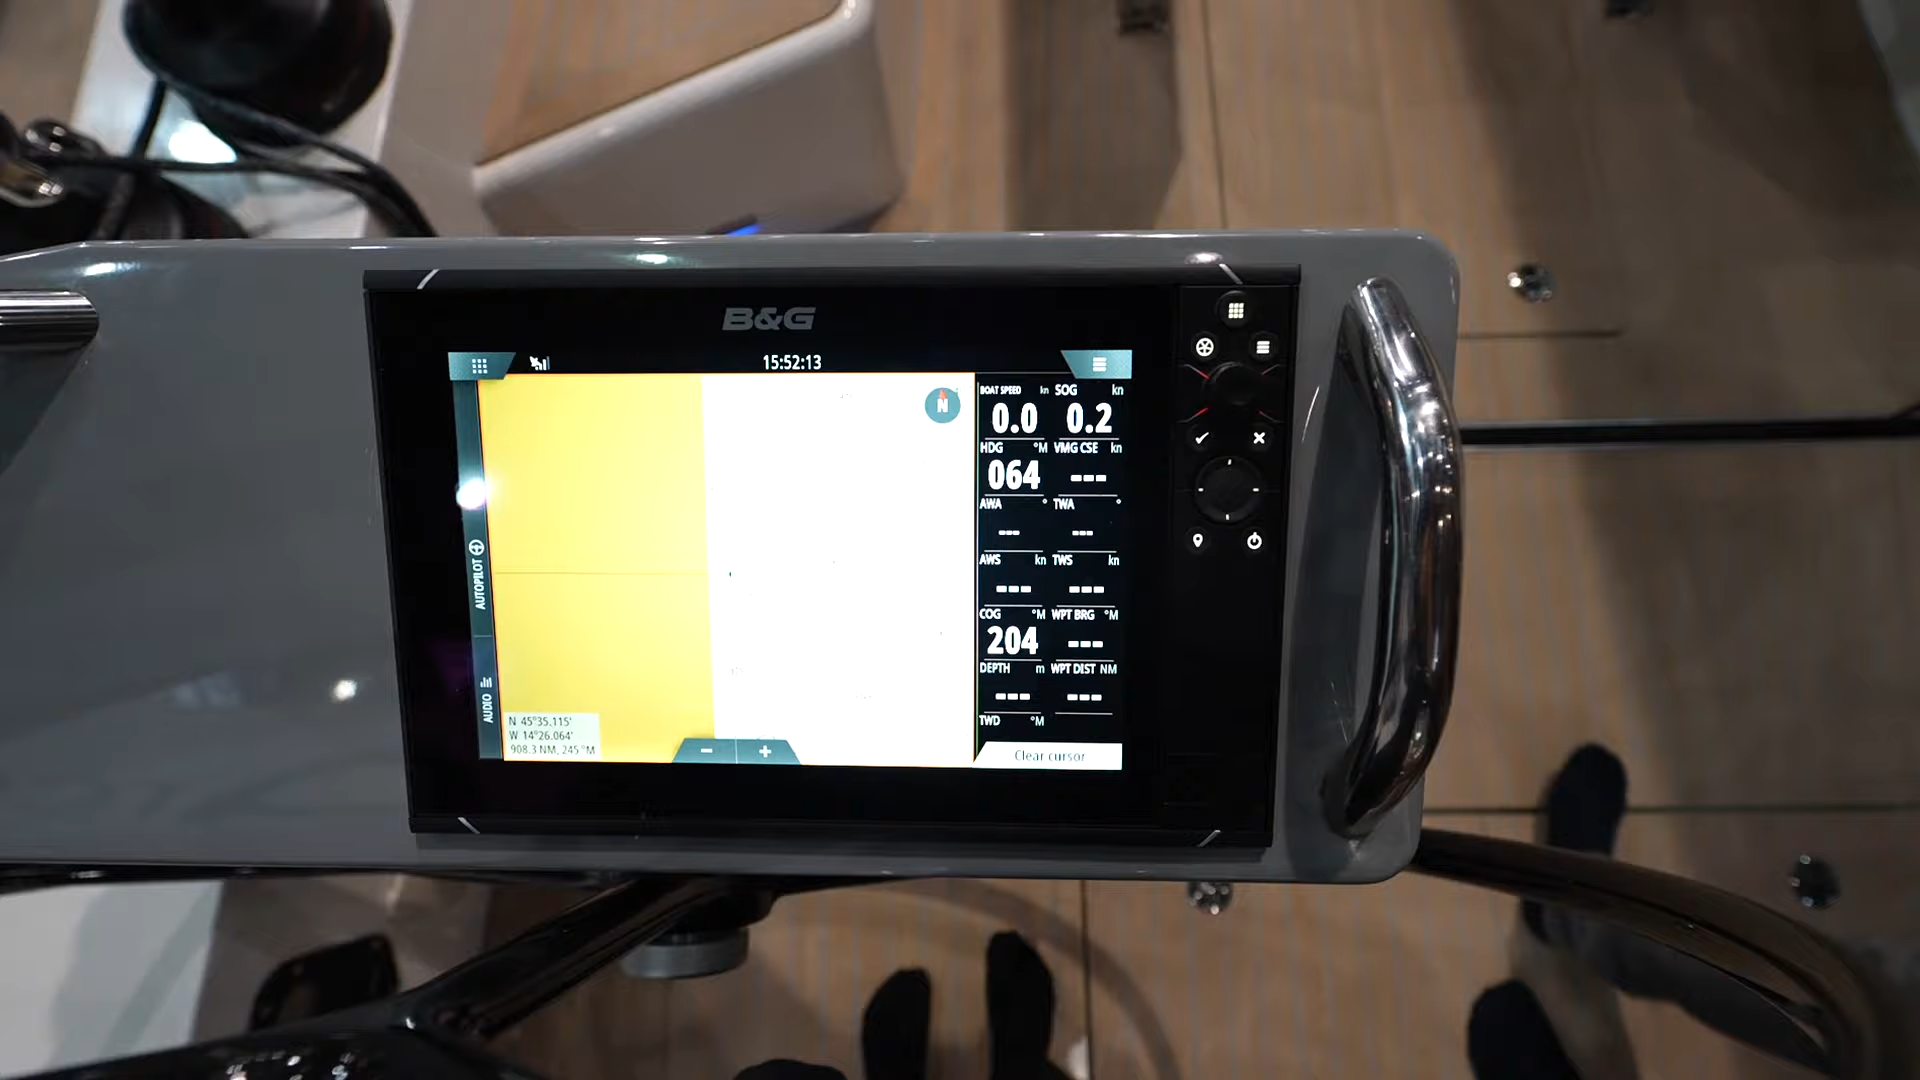 B&G
15:52:13
N
BOAT SPEED kn SOG kn
0.0 0.2
HDG °M VMG CSE kn
064 ---
AWA ° TWA °
--- ---
AWS kn TWS kn
--- ---
COG °M WPT BRG °M
204 ---
DEPTH m WPT DIST NM
--- ---
TWD °M
Clear cursor
AUTOPILOT
AUDIO
N 45°35.115'
W 14°26.064'
908.3 NM, 245 °M
- +